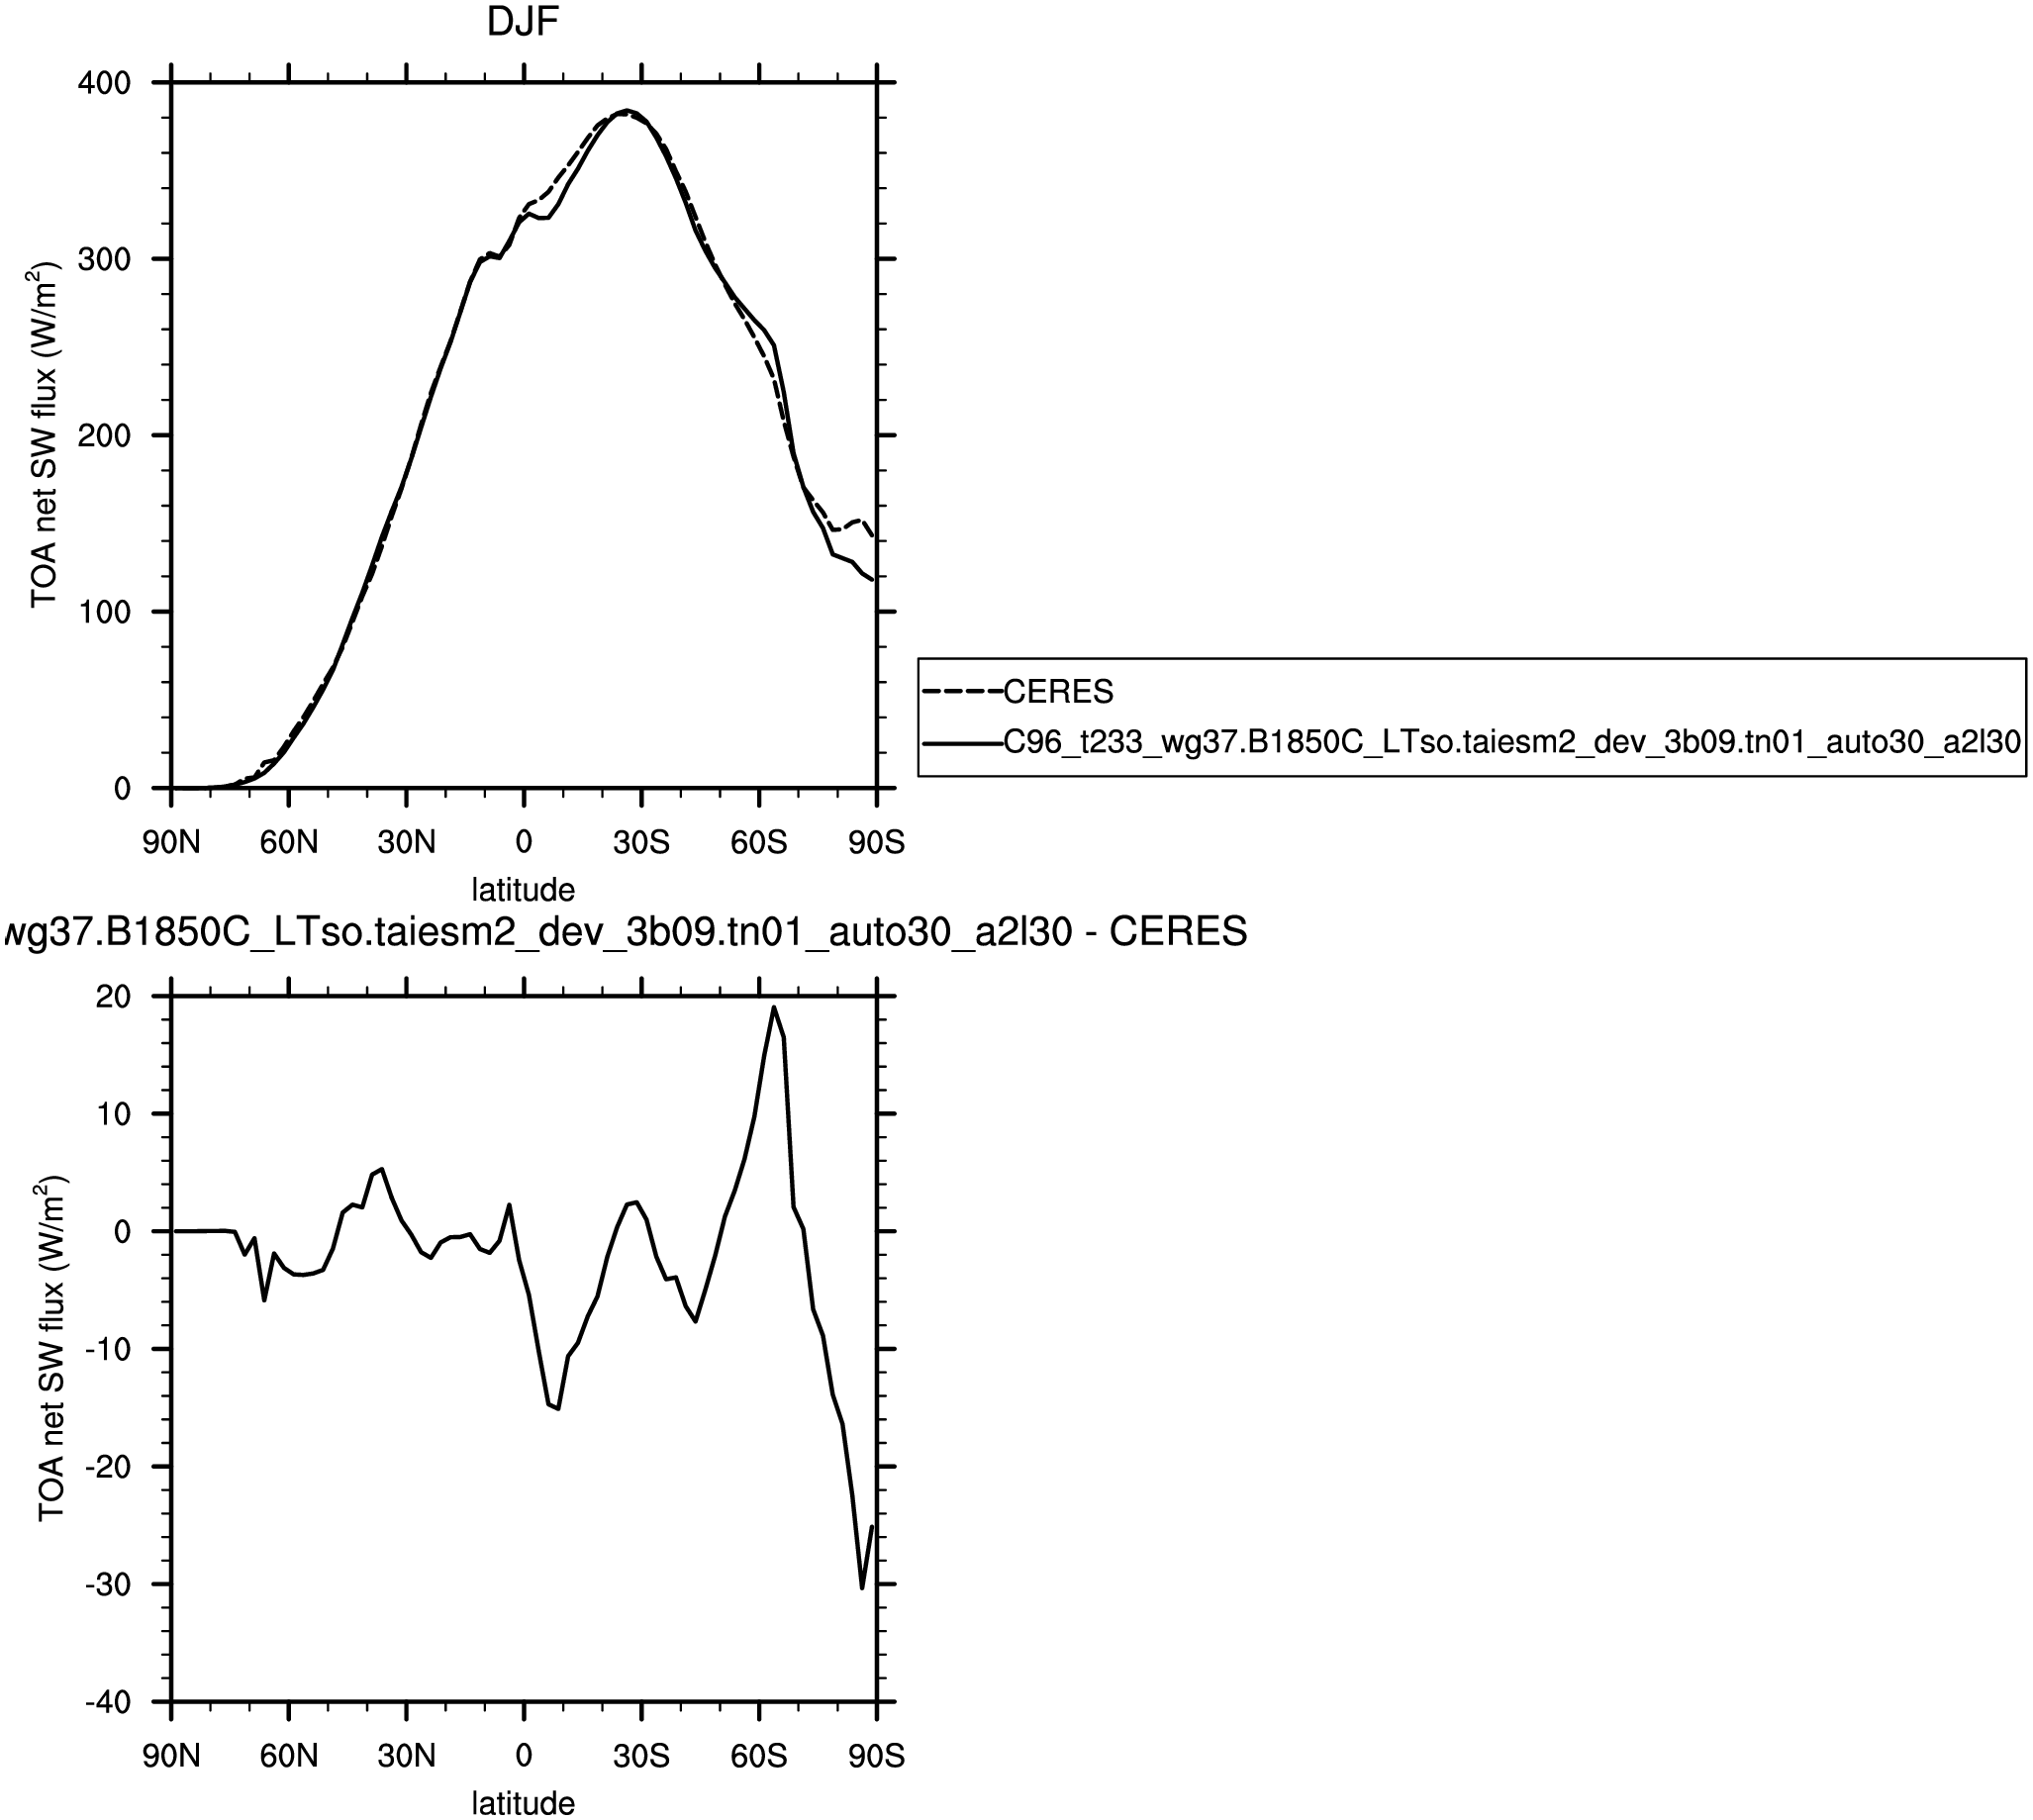 DJF
TOA net SW flux (W/m²)
400
300
200
100
0
90N 60N 30N 0 30S 60S 90S
latitude
CERES
C96_t233_wg37.B1850C_LTso.taiesm2_dev_3b09.tn01_auto30_a2l30
wg37.B1850C_LTso.taiesm2_dev_3b09.tn01_auto30_a2l30 - CERES
TOA net SW flux (W/m²)
20
10
0
-10
-20
-30
-40
90N 60N 30N 0 30S 60S 90S
latitude